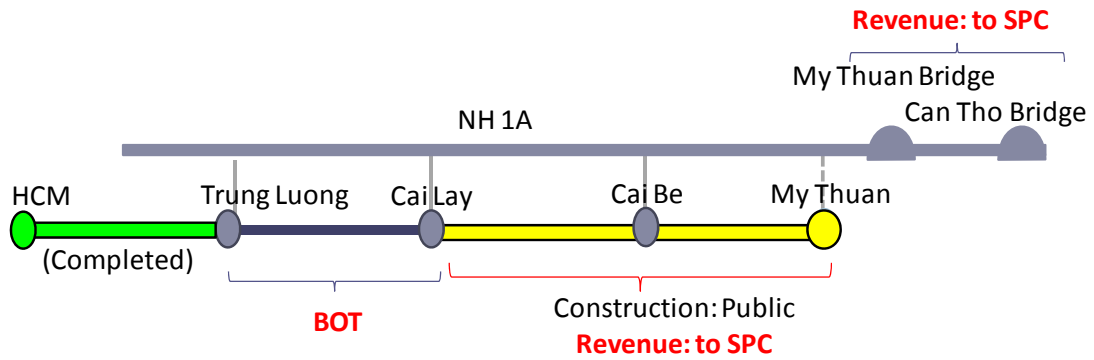 Revenue: to SPC
My Thuan Bridge
Can Tho Bridge
NH 1A
HCM
Trung Luong
Cai Lay
Cai Be
My Thuan
(Completed)
BOT
Construction: Public
Revenue: to SPC